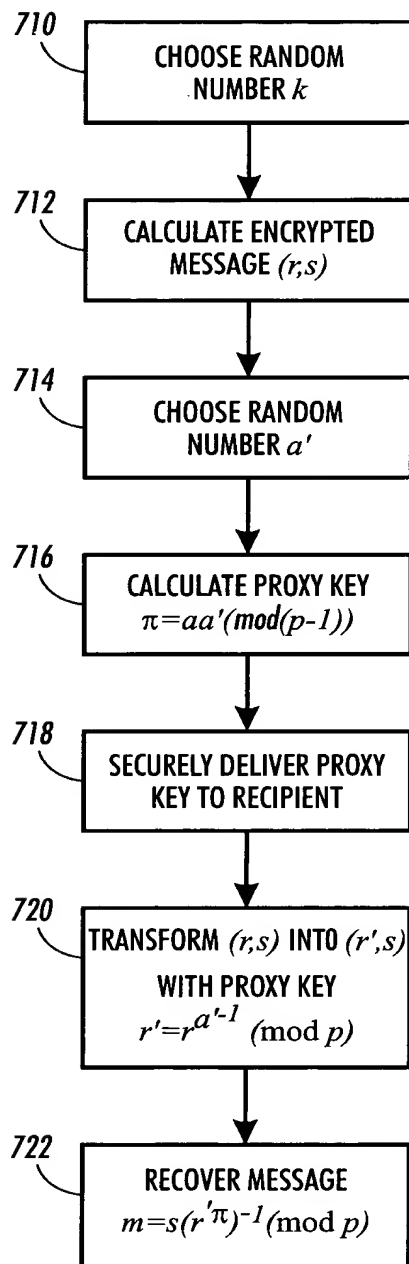 710
CHOOSE RANDOM
NUMBER k
712
CALCULATE ENCRYPTED
MESSAGE (r,s)
714
CHOOSE RANDOM
NUMBER a'
716
CALCULATE PROXY KEY
π=aa'(mod(p-1))
718
SECURELY DELIVER PROXY
KEY TO RECIPIENT
720
TRANSFORM (r,s) INTO (r',s)
WITH PROXY KEY
r'=r^{a'^{-1}} (mod p)
722
RECOVER MESSAGE
m=s(r'^π)^{-1}(mod p)